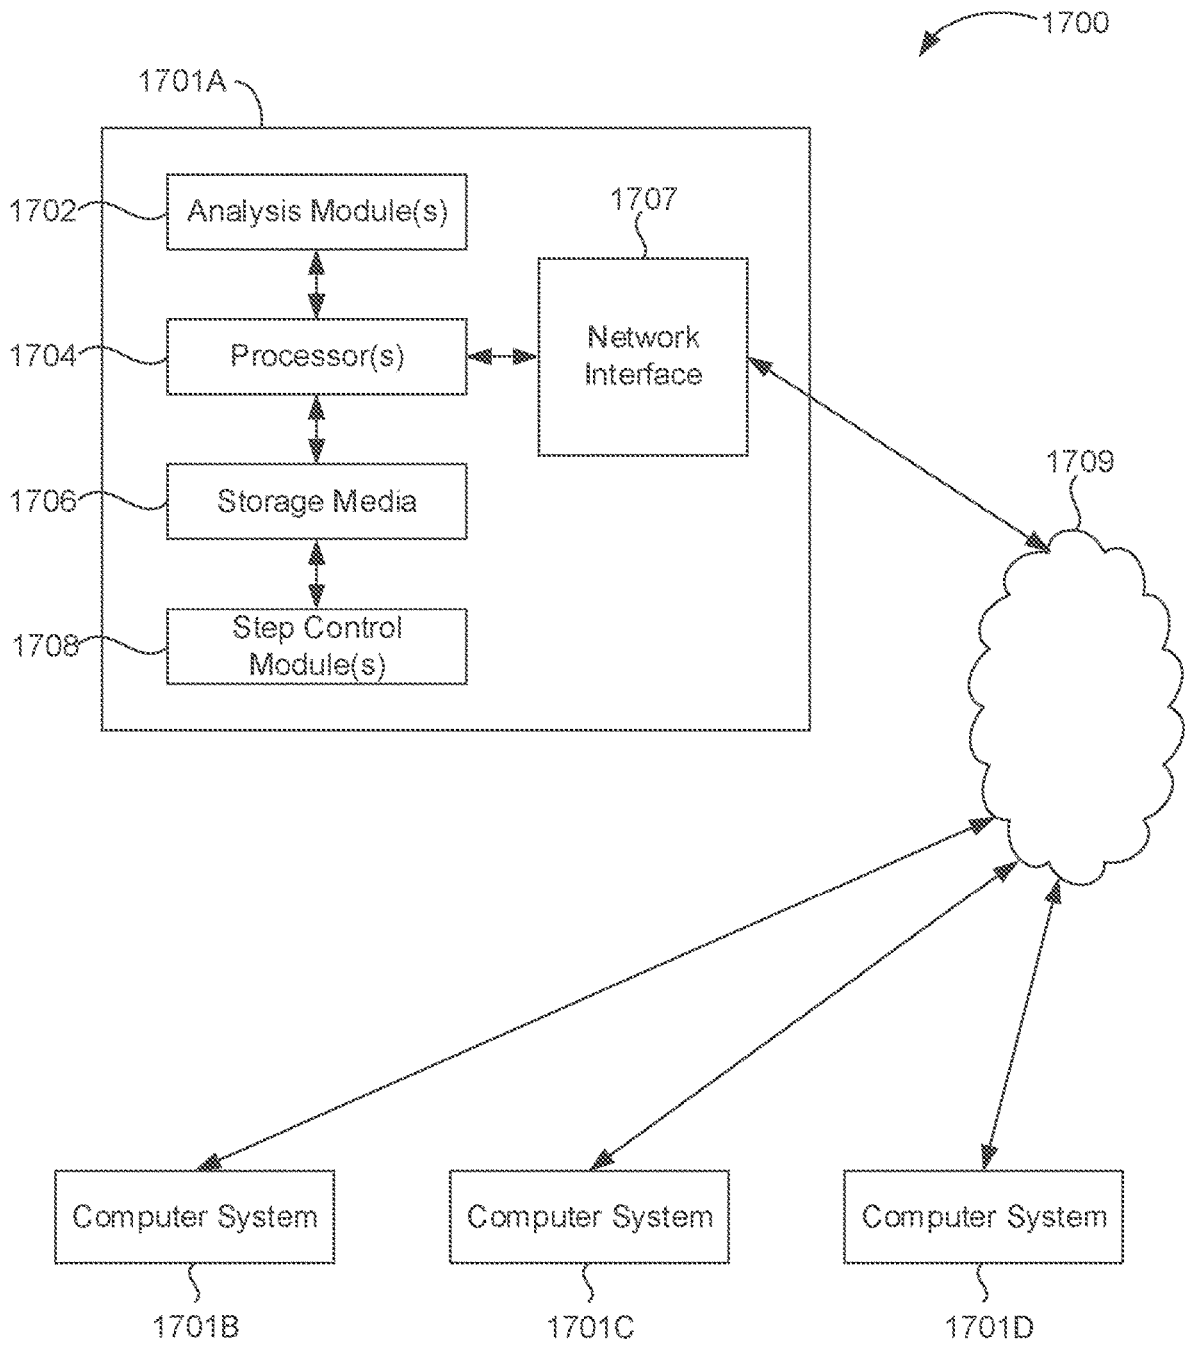 1700
1701A
1702
Analysis Module(s)
1707
1704
Processor(s)
Network
Interface
1706
Storage Media
1709
1708
Step Control
Module(s)
Computer System
Computer System
Computer System
1701B
1701C
1701D